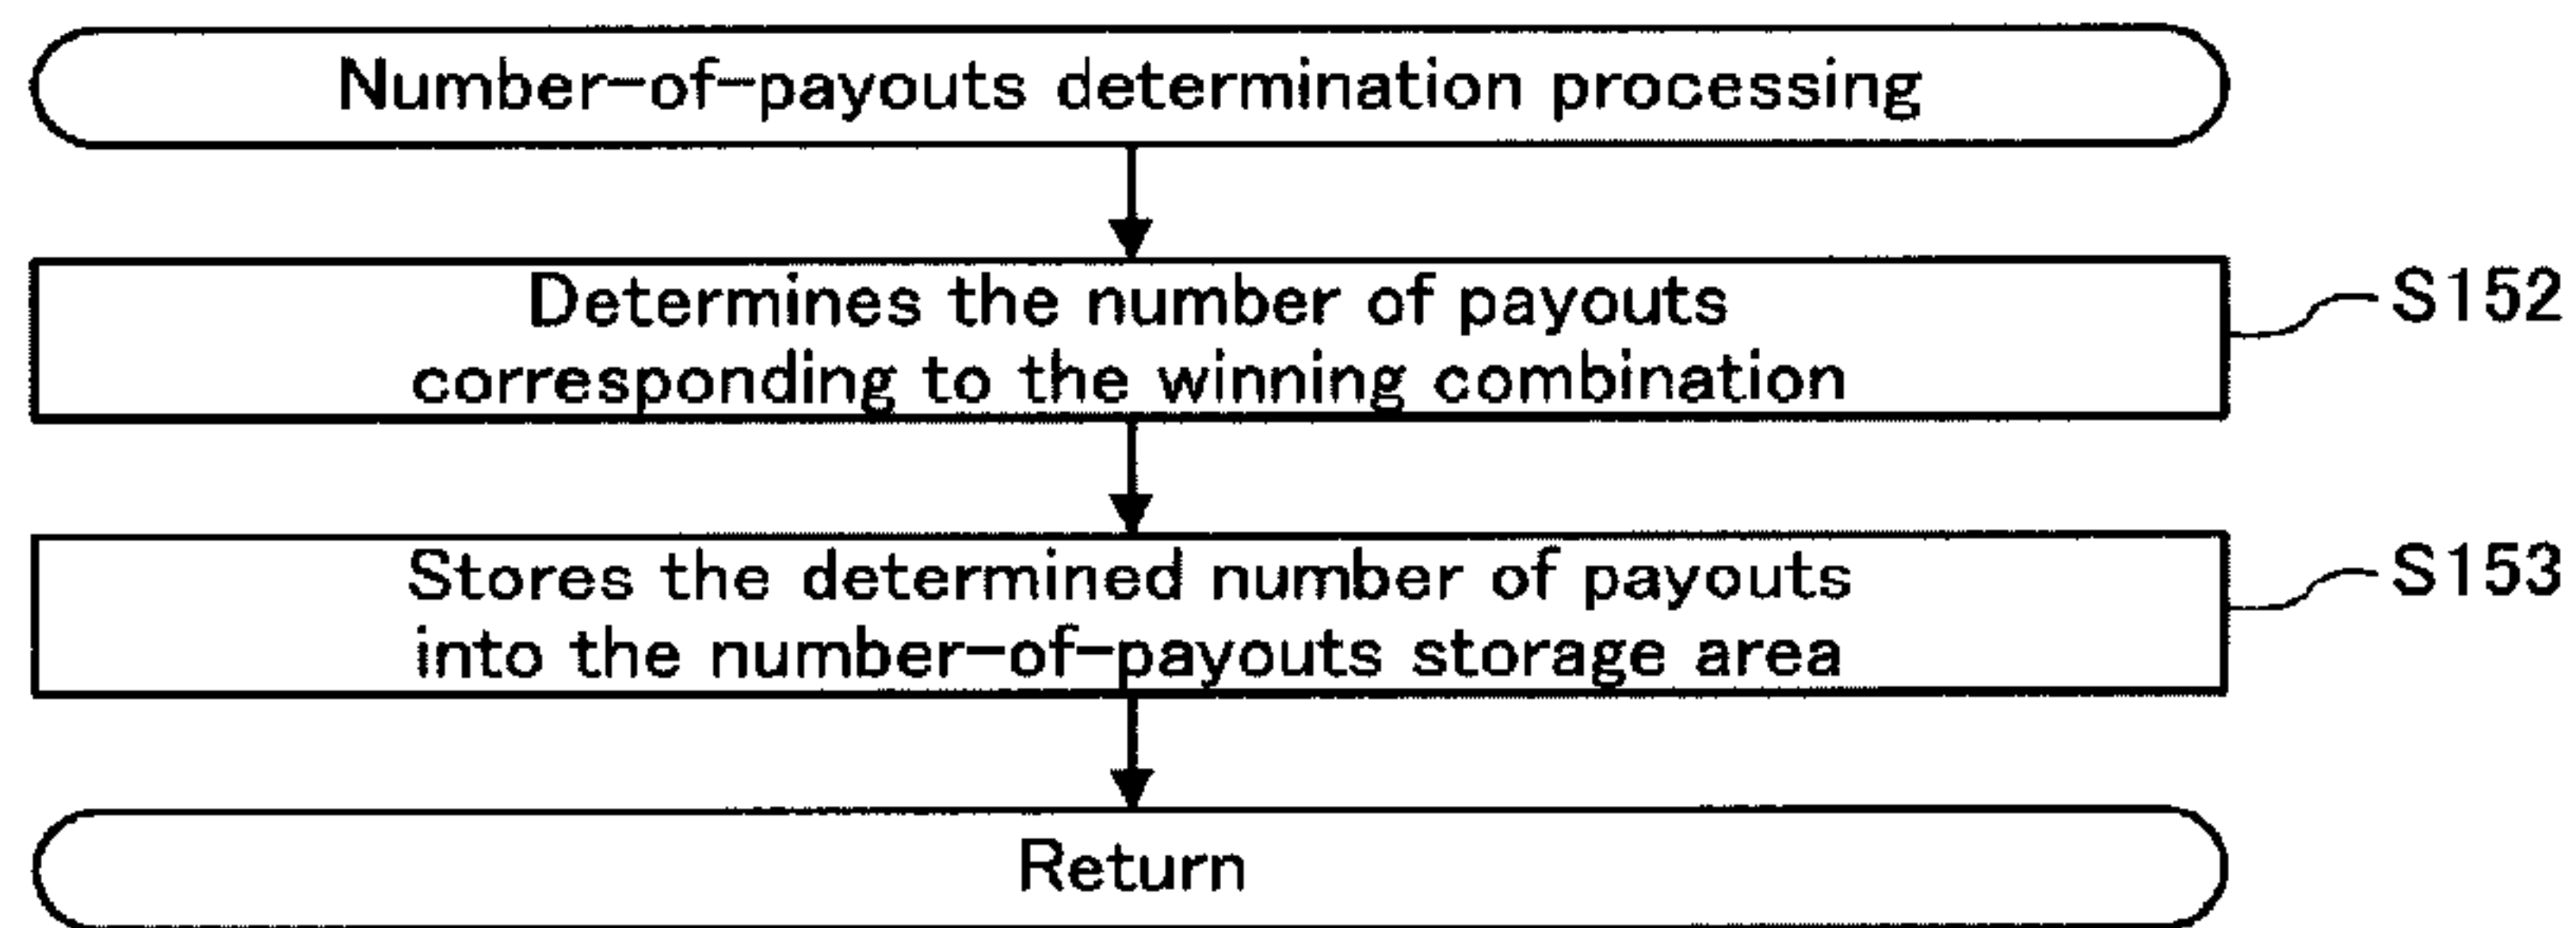 Number-of-payouts determination processing
Determines the number of payouts
corresponding to the winning combination
S152
Stores the determined number of payouts
into the number-of-payouts storage area
S153
Return